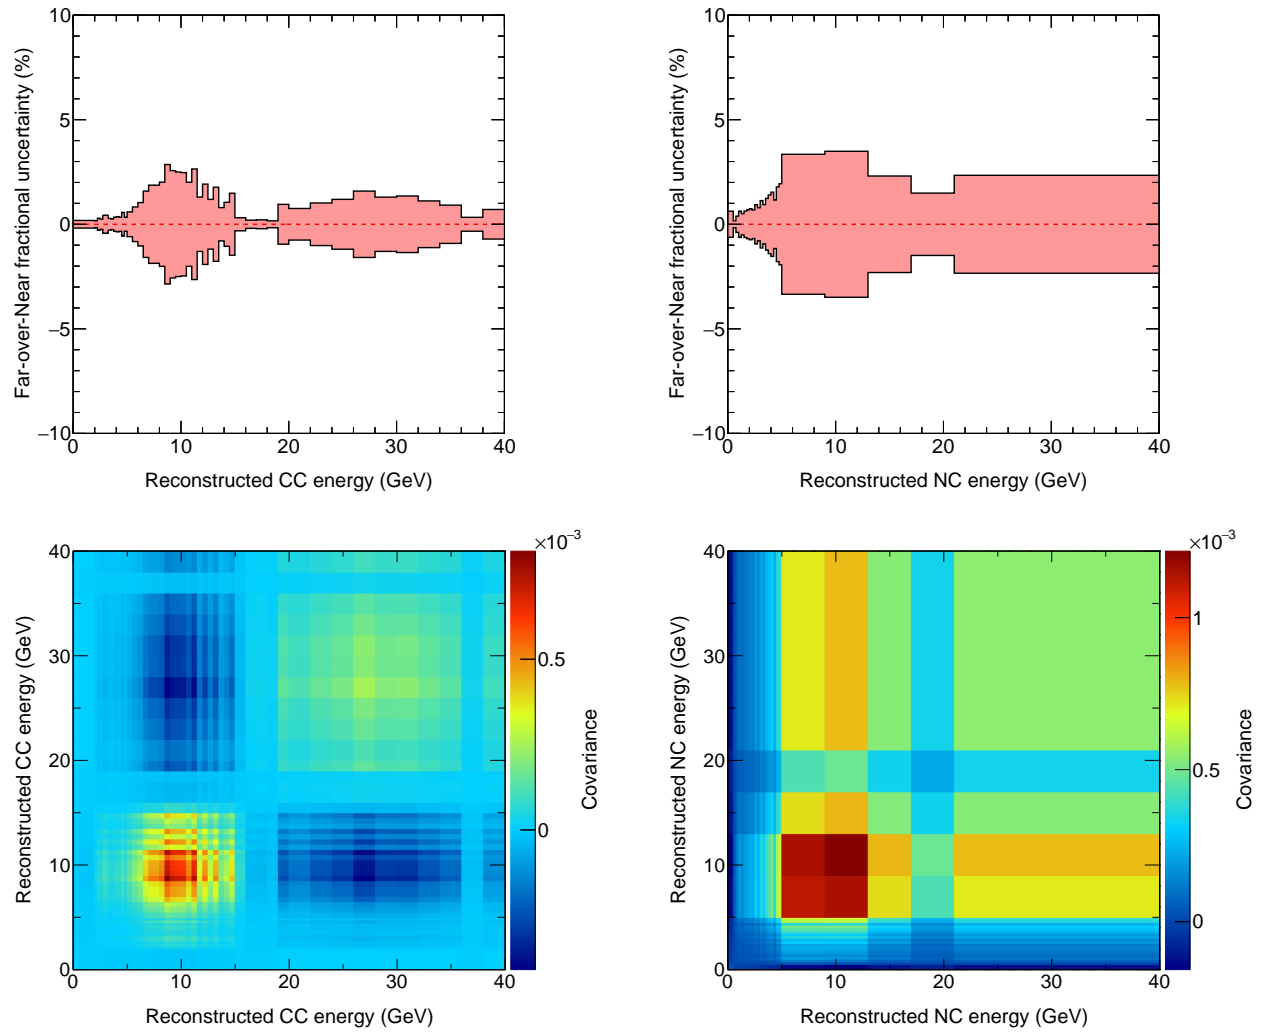 Far-over-Near fractional uncertainty (%)
10
5
0
−5
−10
0 10 20 30 40
Reconstructed CC energy (GeV)
Far-over-Near fractional uncertainty (%)
10
5
0
−5
−10
0 10 20 30 40
Reconstructed NC energy (GeV)
Reconstructed CC energy (GeV)
40
30
20
10
0
0 10 20 30 40
Reconstructed CC energy (GeV)
×10−3
0.5
0
Covariance
Reconstructed NC energy (GeV)
40
30
20
10
0
0 10 20 30 40
Reconstructed NC energy (GeV)
×10−3
1
0.5
0
Covariance